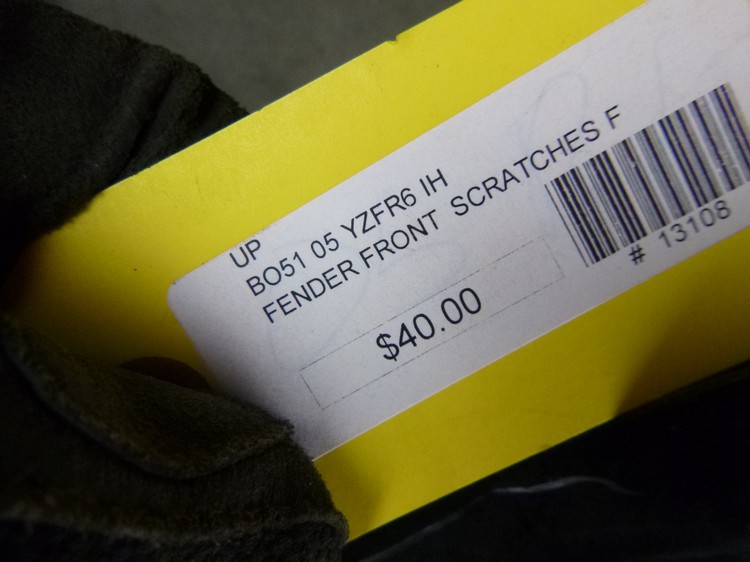 UP
BO51 05 YZFR6 IH
FENDER FRONT SCRATCHES F
$40.00
# 13108